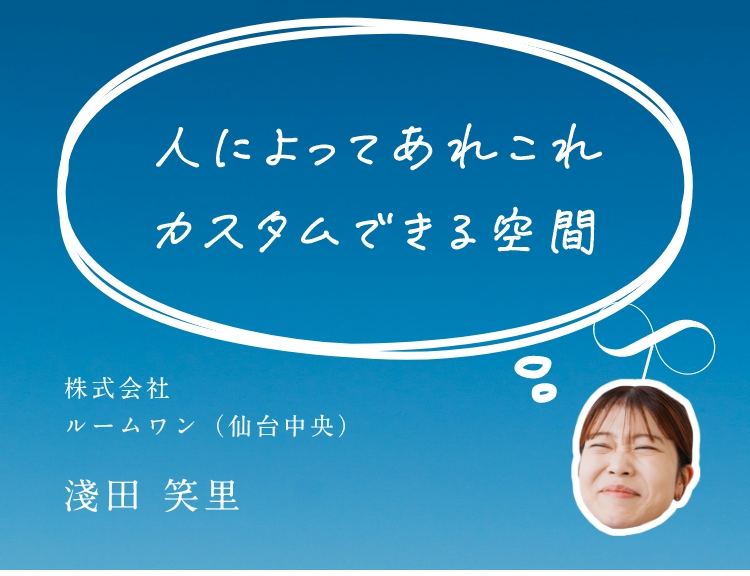 人によってあれこれ
カスタムできる空間
株式会社
ルームワン（仙台中央）
淺田 笑里